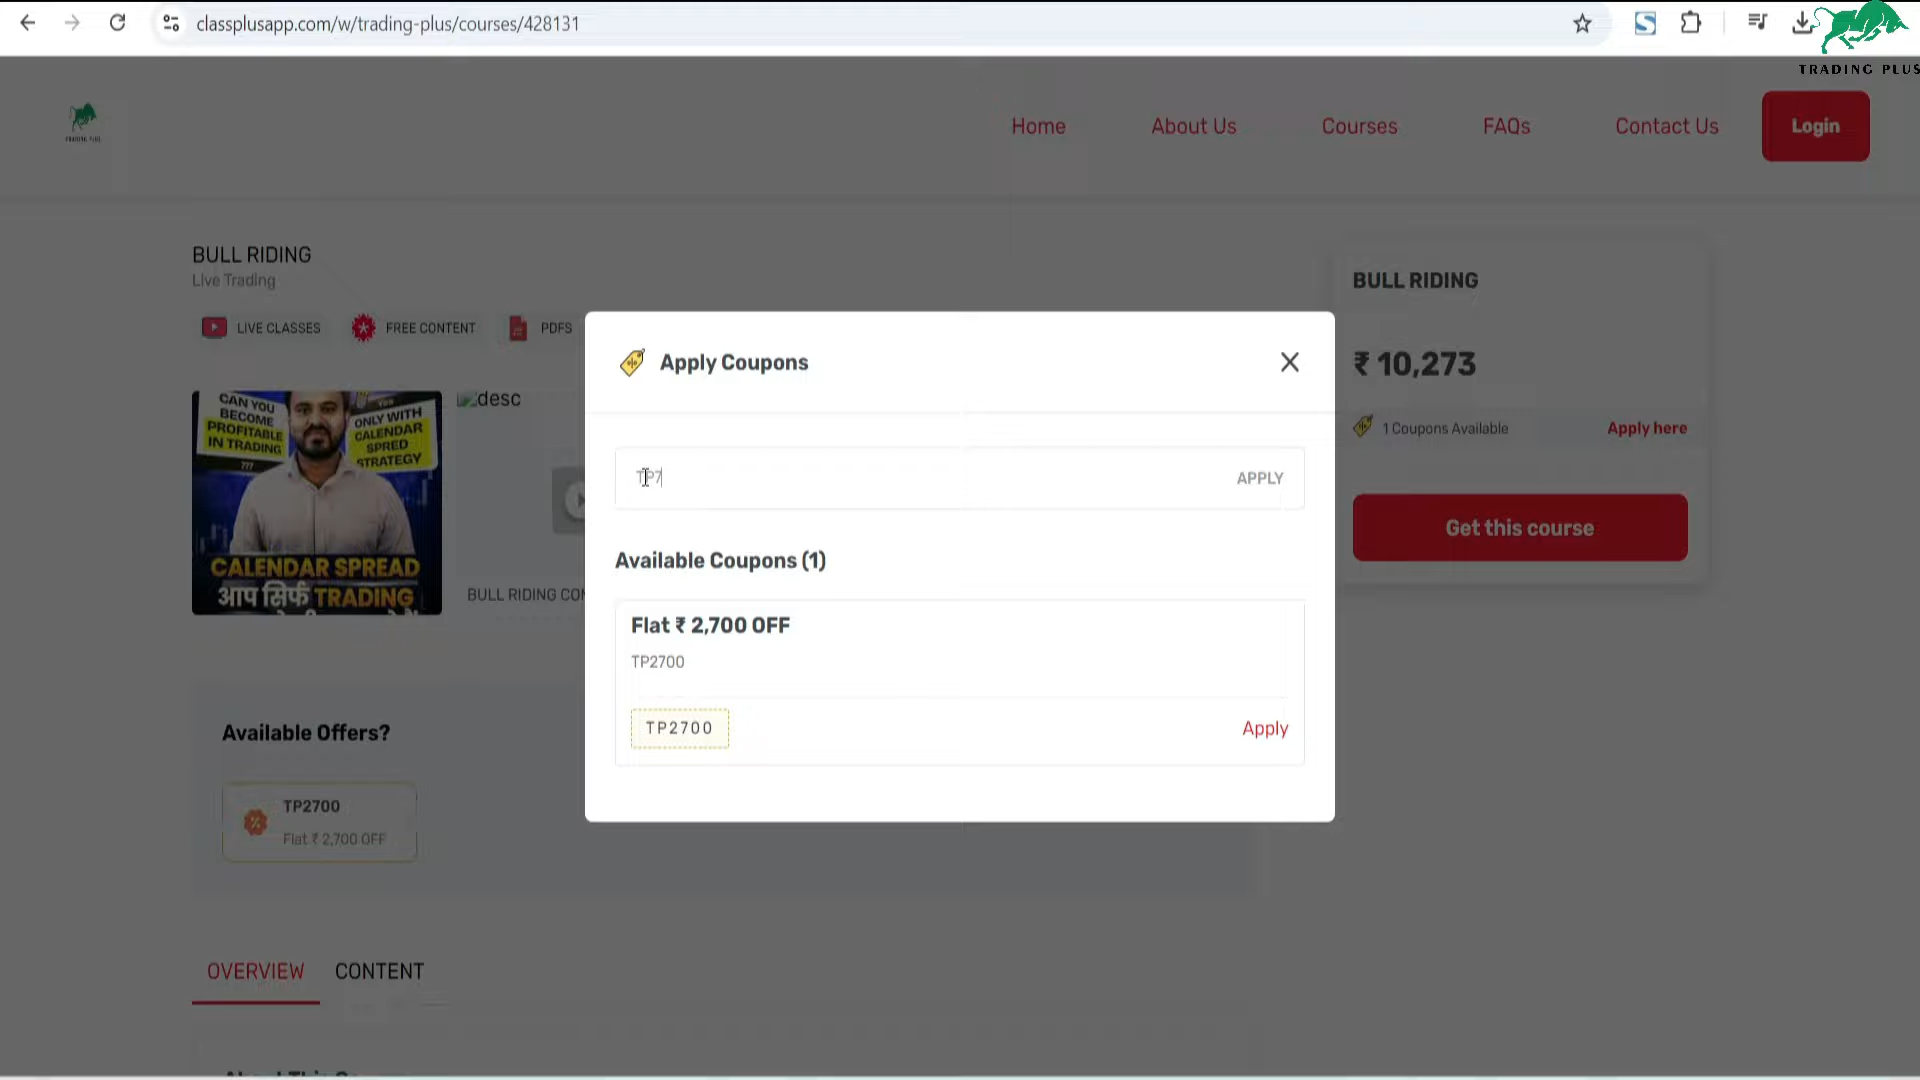 classplusapp.com/w/trading-plus/courses/428131
TRADING PLUS
TRADING PLUS
Home
About Us
Courses
FAQs
Contact Us
Login
BULL RIDING
Live Trading
LIVE CLASSES
FREE CONTENT
PDFS
CAN YOU
BECOME
PROFITABLE
IN TRADING
???
ONLY WITH
CALENDAR
SPRED
STRATEGY
CALENDAR SPREAD
आप सिर्फ TRADING
desc
BULL RIDING
Apply Coupons
TP7
APPLY
Available Coupons (1)
Flat ₹ 2,700 OFF
TP2700
TP2700
Apply
BULL RIDING
₹ 10,273
1 Coupons Available
Apply here
Get this course
Available Offers?
TP2700
Flat ₹ 2,700 OFF
OVERVIEW
CONTENT